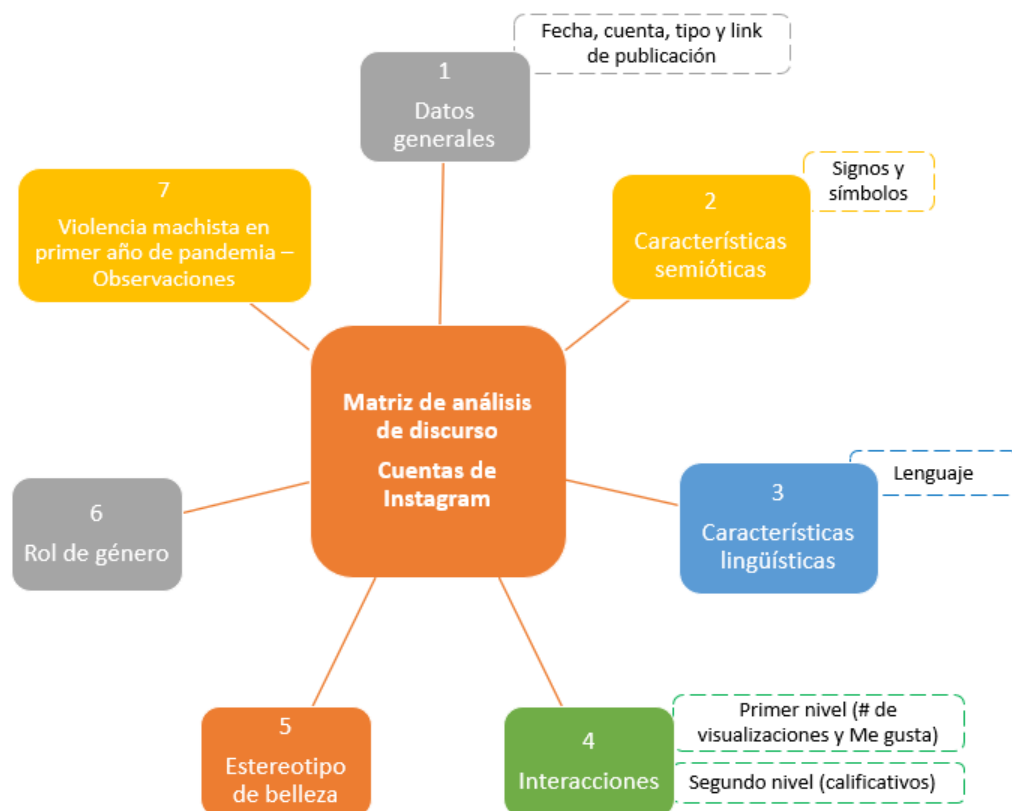 Fecha, cuenta, tipo y link
de publicación
1
Datos
generales
Signos y
símbolos
2
Característícas
semióticas
Lenguaje
3
Característícas
lingüísticas
Primer nivel (# de
visualizaciones y Me gusta)
Segundo nivel (calificativos)
4
Interacciones
5
Estereotipo
de belleza
6
Rol de género
7
Violencia machista en
primer año de pandemia –
Observaciones
Matriz de análisis
de discurso
Cuentas de
Instagram